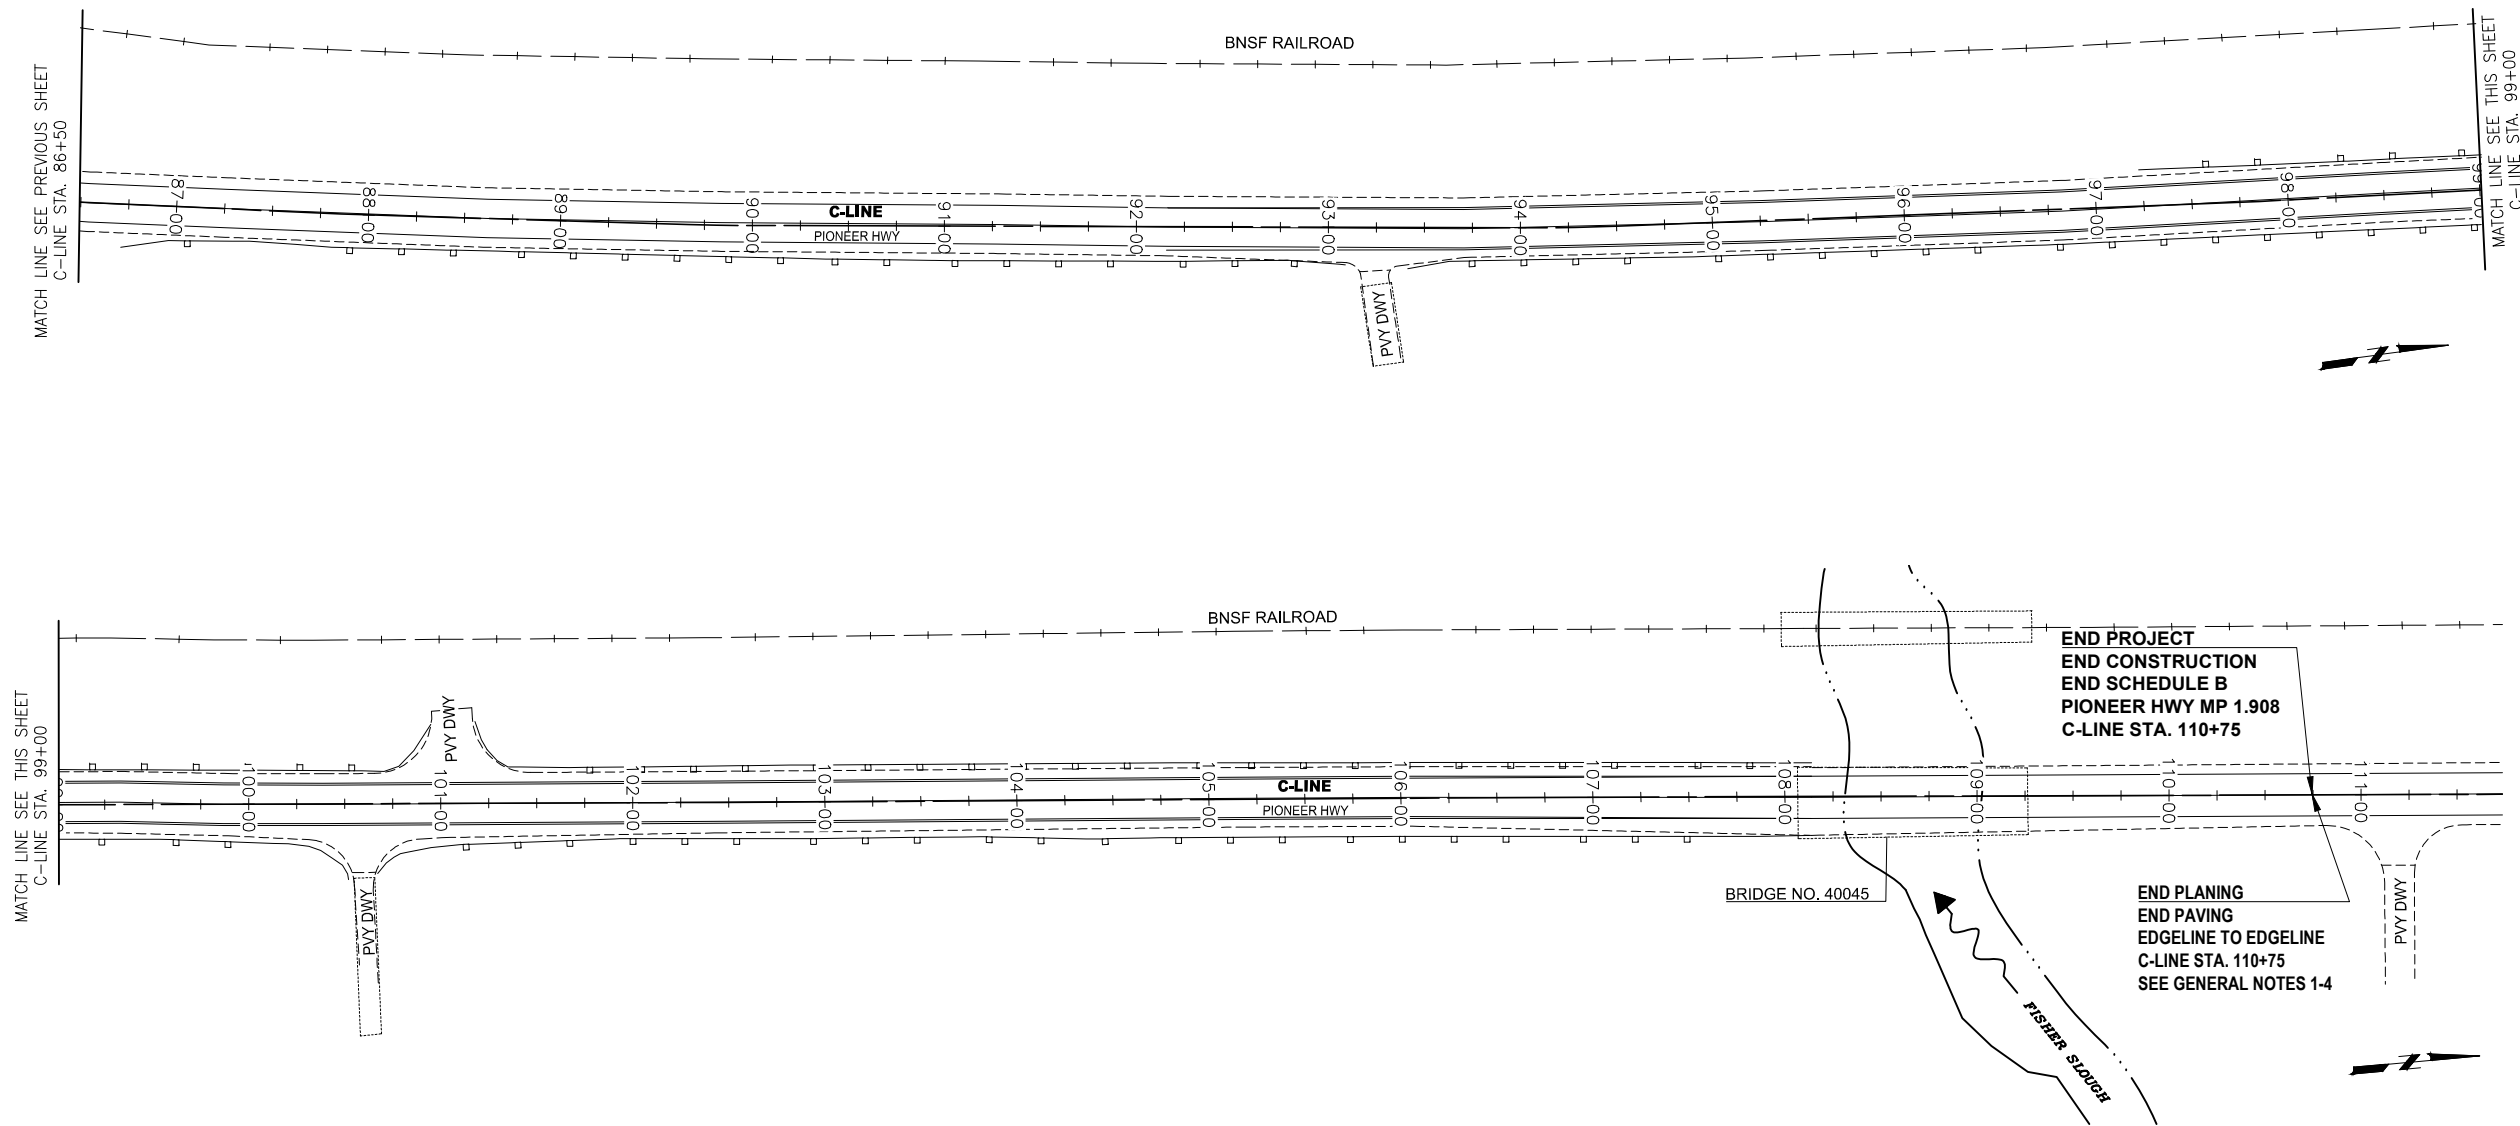 BNSF RAILROAD
MATCH LINE SEE PREVIOUS SHEET
C-LINE STA. 86+50
87+00
88+00
89+00
90+00
91+00
92+00
93+00
94+00
95+00
96+00
97+00
98+00
C-LINE
PIONEER HWY
PVY DWY
MATCH LINE SEE THIS SHEET
C-LINE STA. 99+00
N
BNSF RAILROAD
MATCH LINE SEE THIS SHEET
C-LINE STA. 99+00
PVY DWY
100+00
101+00
102+00
103+00
104+00
105+00
106+00
107+00
108+00
109+00
110+00
111+00
C-LINE
PIONEER HWY
PVY DWY
END PROJECT
END CONSTRUCTION
END SCHEDULE B
PIONEER HWY MP 1.908
C-LINE STA. 110+75
BRIDGE NO. 40045
END PLANING
END PAVING
EDGELINE TO EDGELINE
C-LINE STA. 110+75
SEE GENERAL NOTES 1-4
PVY DWY
FISHER SLOUGH
N